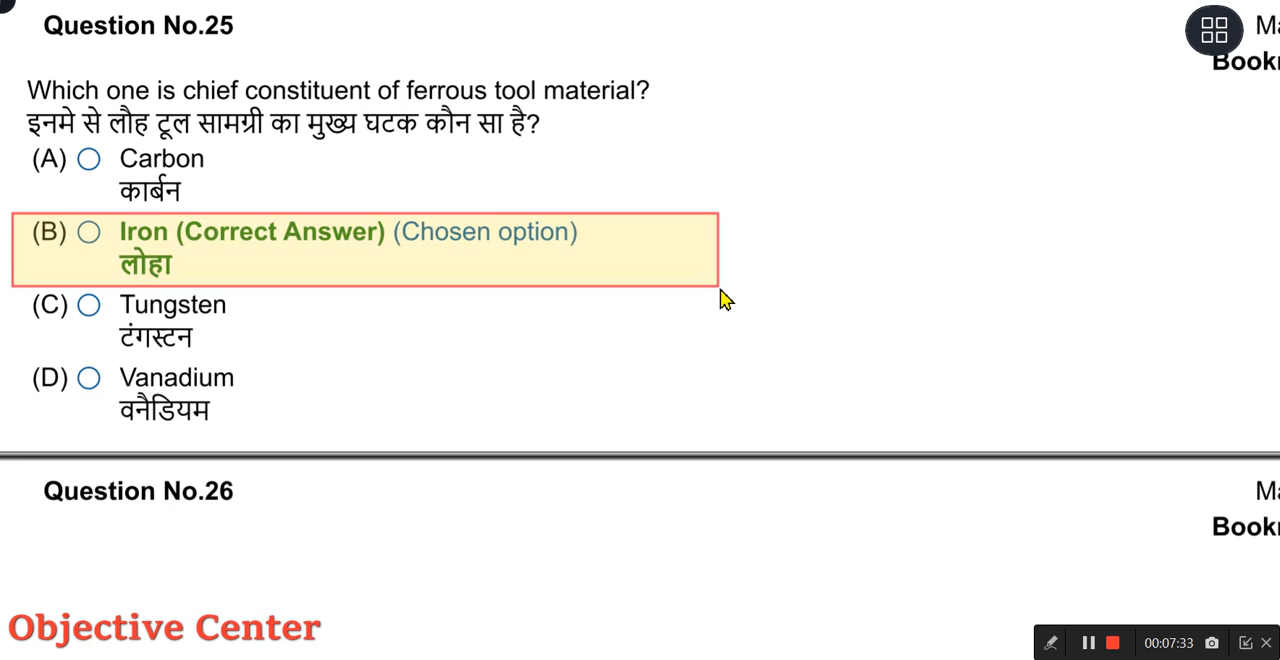 Question No.25
Which one is chief constituent of ferrous tool material?
इनमे से लौह टूल सामग्री का मुख्य घटक कौन सा है?
(A) Carbon
कार्बन
(B) Iron (Correct Answer) (Chosen option)
लोहा
(C) Tungsten
टंगस्टन
(D) Vanadium
वनैडियम
Question No.26
Objective Center
00:07:33